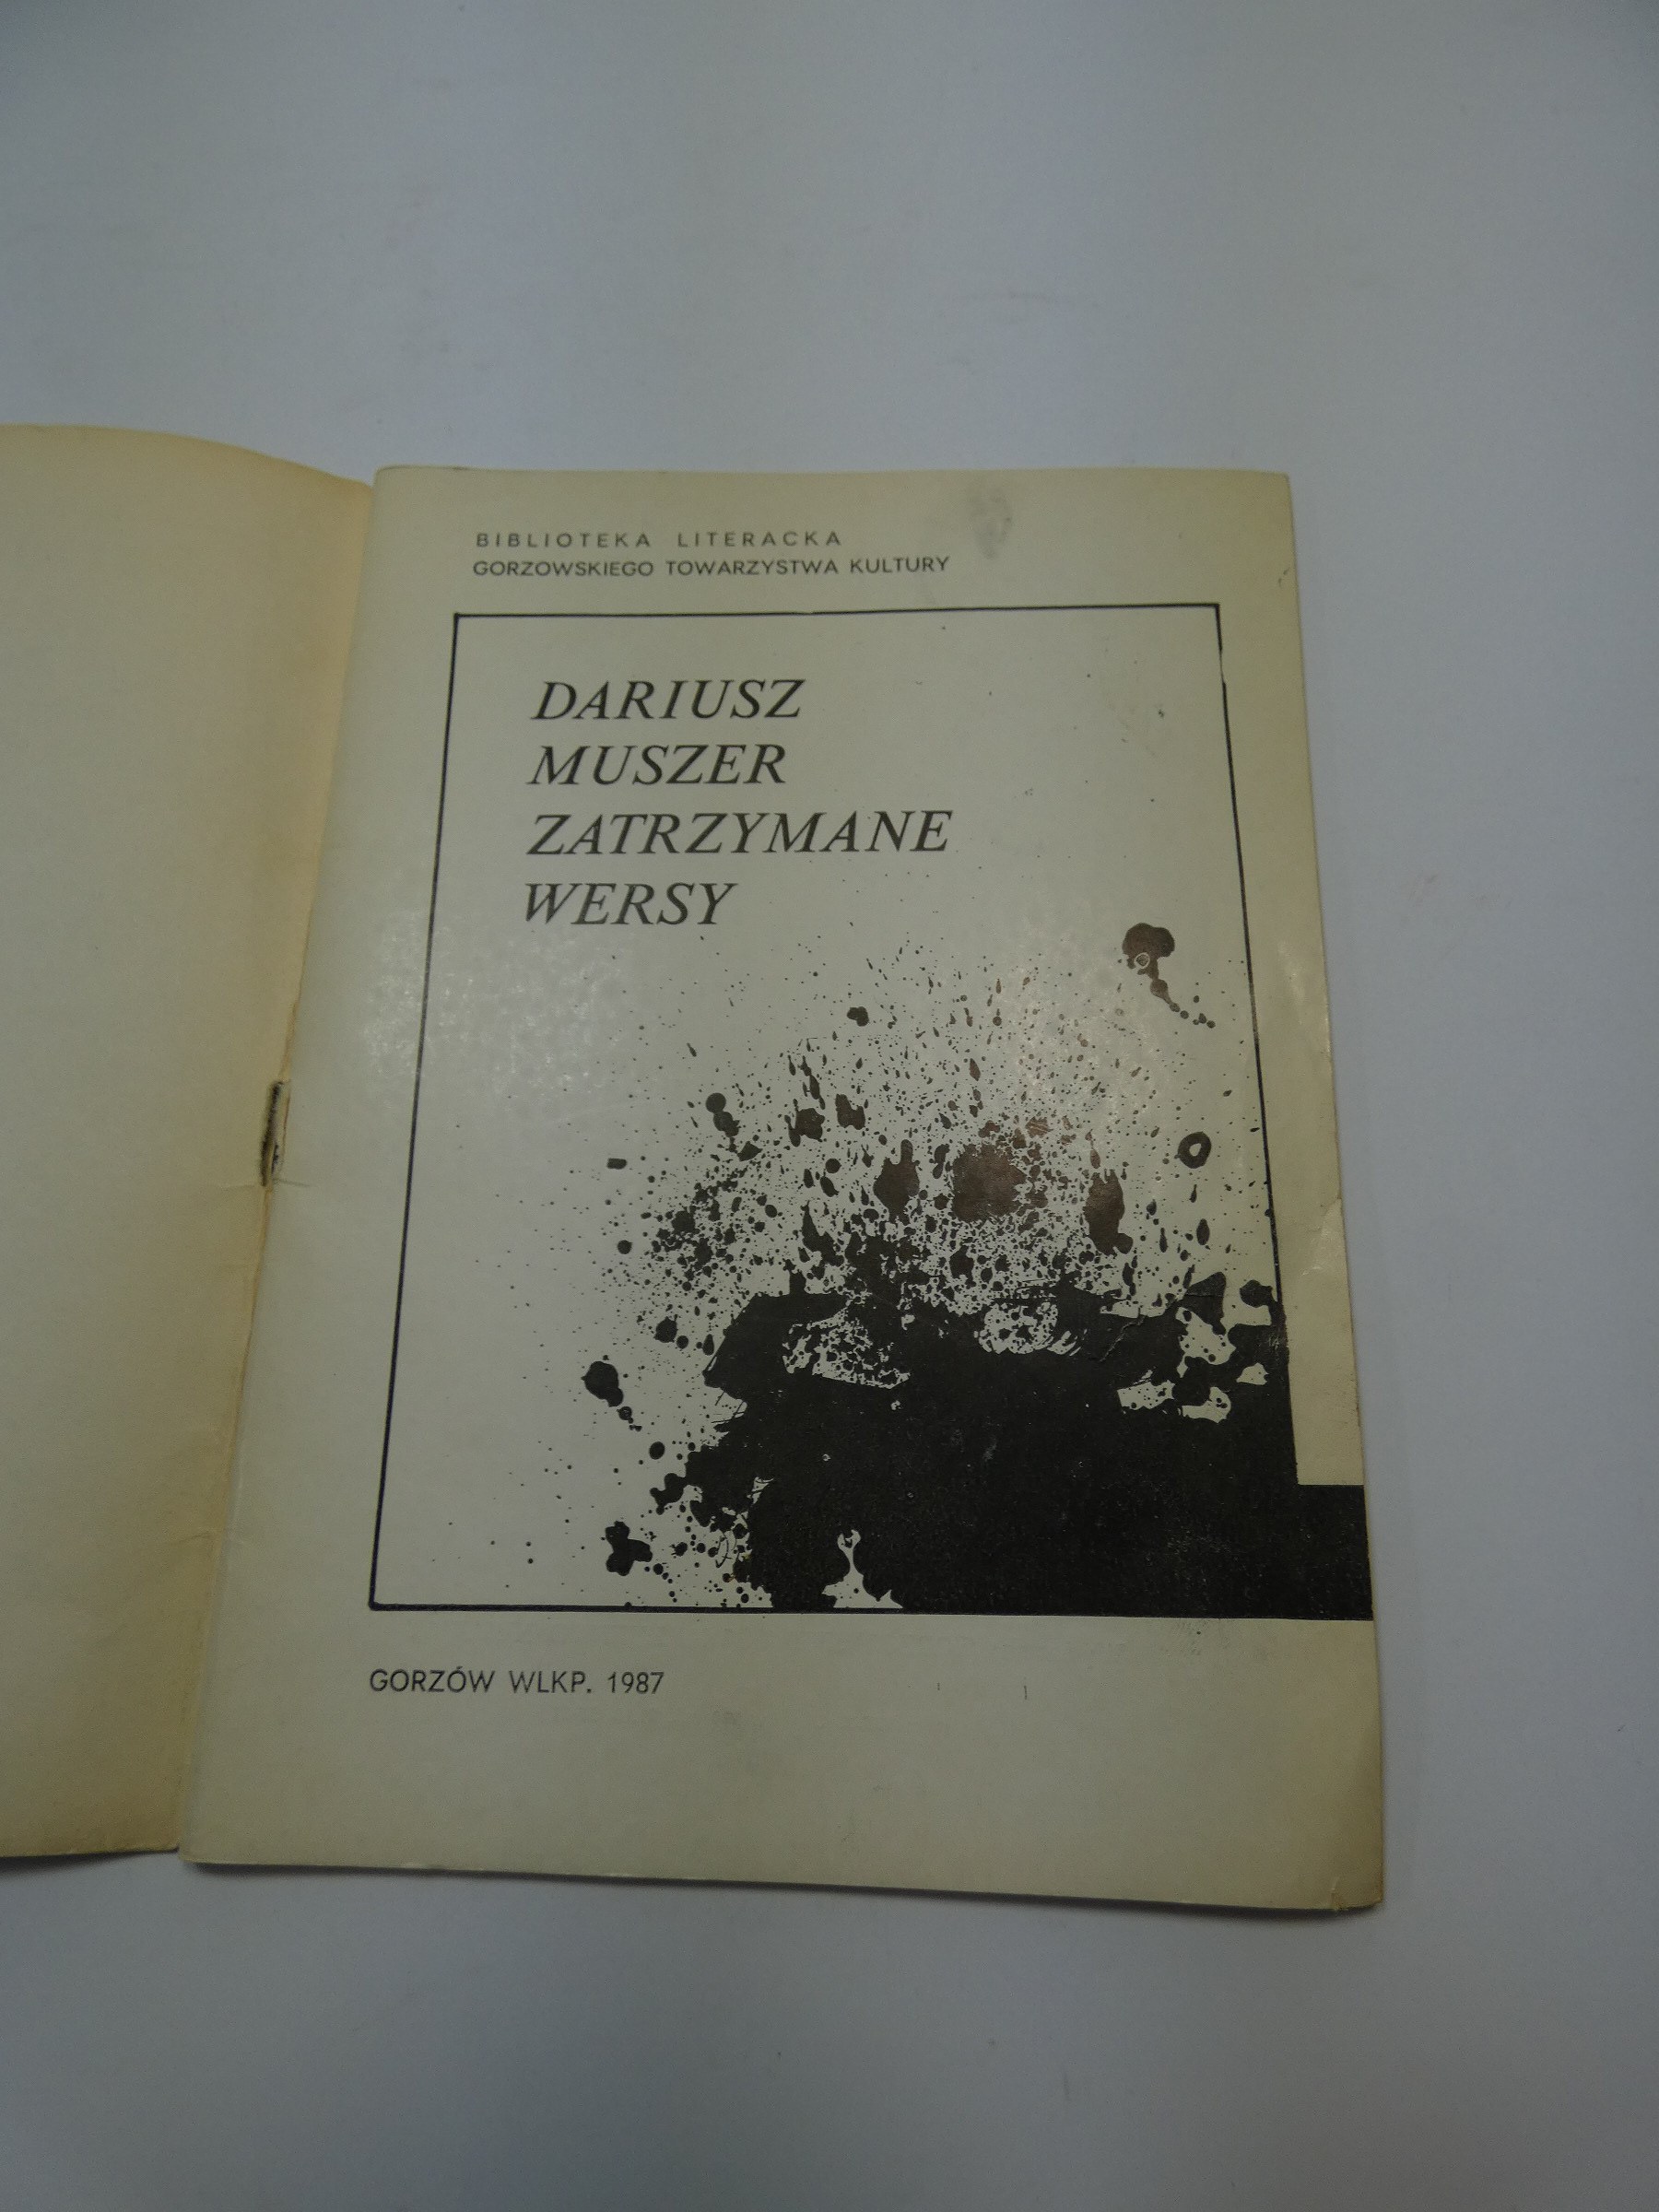 BIBLIOTEKA LITERACKA
GORZOWSKIEGO TOWARZYSTWA KULTURY
DARIUSZ
MUSZER
ZATRZYMANE
WERSY
GORZÓW WLKP. 1987